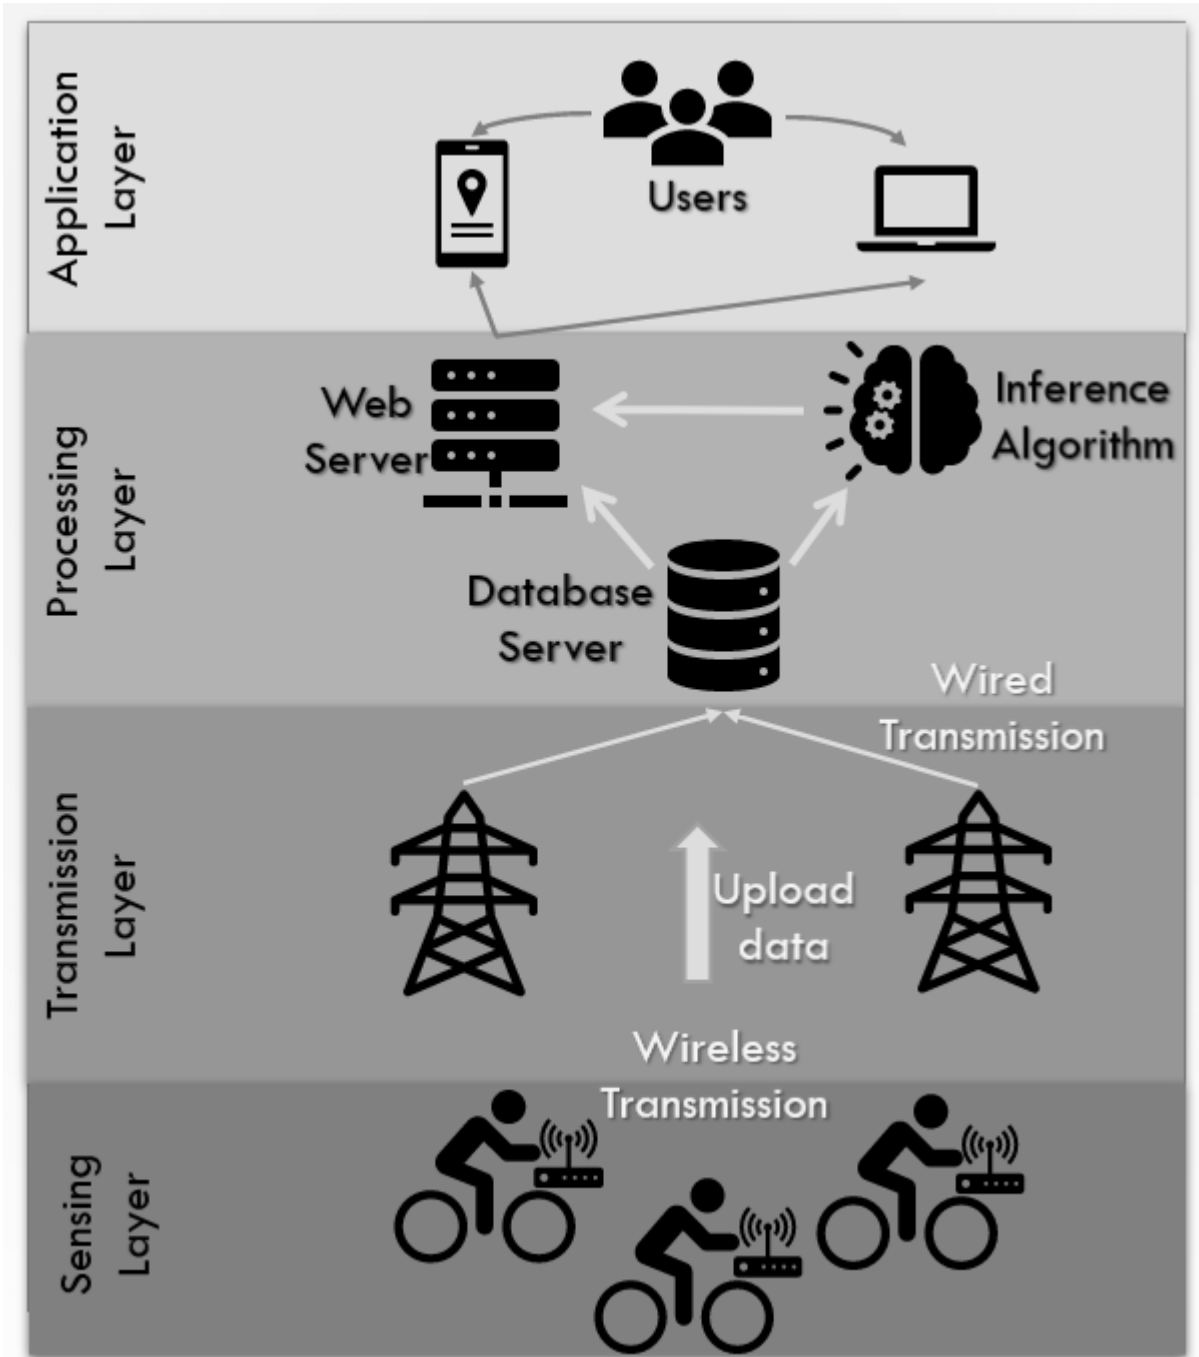 Application
Layer
Users
Processing
Layer
Web
Server
Inference
Algorithm
Database
Server
Wired
Transmission
Transmission
Layer
Upload
data
Wireless
Transmission
Sensing
Layer